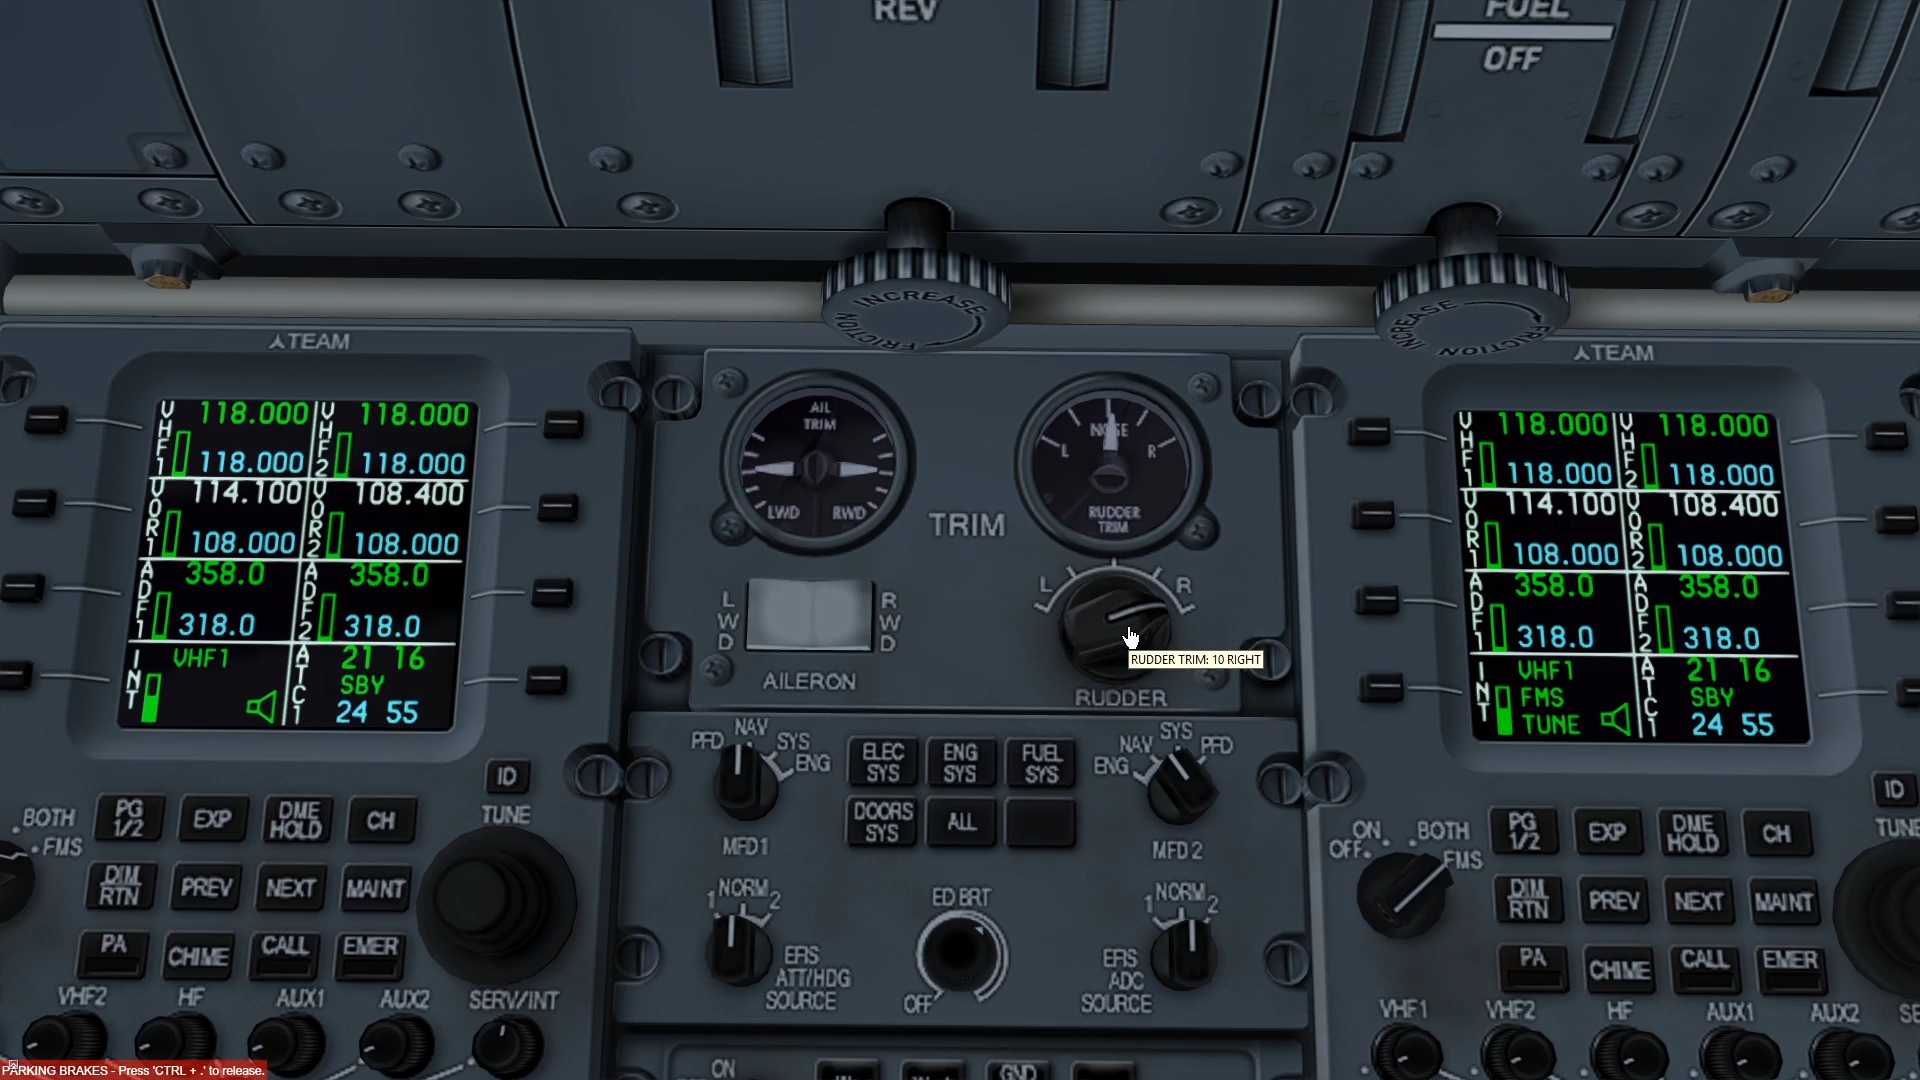 REV
FUEL
OFF
INCREASE
FRICTION
INCREASE
FRICTION
TEAM
VHF1 118.000 VHF2 118.000
118.000 118.000
VOR1 114.100 VOR2 108.400
108.000 108.000
ADF1 358.0 ADF2 358.0
318.0 318.0
INT VHF1 ATC1 21 16
SBY
24 55
AIL
TRIM
LWD RWD
NOSE
L R
RUDDER
TRIM
TRIM
L R
LWD RWD
AILERON
RUDDER
RUDDER TRIM: 10 RIGHT
TEAM
VHF1 118.000 VHF2 118.000
118.000 118.000
VOR1 114.100 VOR2 108.400
108.000 108.000
ADF1 358.0 ADF2 358.0
318.0 318.0
INT VHF1 ATC1 21 16
FMS SBY
TUNE 24 55
ID
TUNE
BOTH
FMS
PG
1/2
EXP
DME
HOLD
CH
DIM
RTN
PREV
NEXT
MAINT
PA
CHIME
CALL
EMER
VHF2 HF AUX1 AUX2 SERV/INT
PFD NAV SYS ENG
MFD1
ELEC
SYS
ENG
SYS
FUEL
SYS
DOORS
SYS
ALL
ENG NAV SYS PFD
MFD2
1 NORM 2
EFIS
ATT/HDG
SOURCE
ED BRT
OFF
1 NORM 2
EFIS
ADC
SOURCE
ON
GND
ID
TUNE
OFF ON BOTH FMS
PG
1/2
EXP
DME
HOLD
CH
DIM
RTN
PREV
NEXT
MAINT
PA
CHIME
CALL
EMER
VHF1 VHF2 HF AUX1 AUX2
PARKING BRAKES - Press 'CTRL + .' to release.